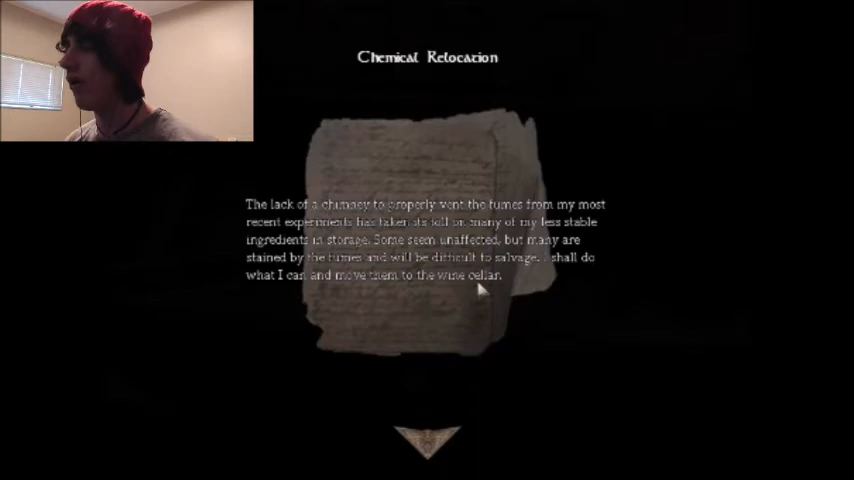 Chemical Relocation
The lack of a chimney to properly vent the fumes from my most
recent experiments has taken its toll on many of my less stable
ingredients in storage. Some seem unaffected, but many are
stained by the fumes and will be difficult to salvage. I shall do
what I can and move them to the wine cellar.